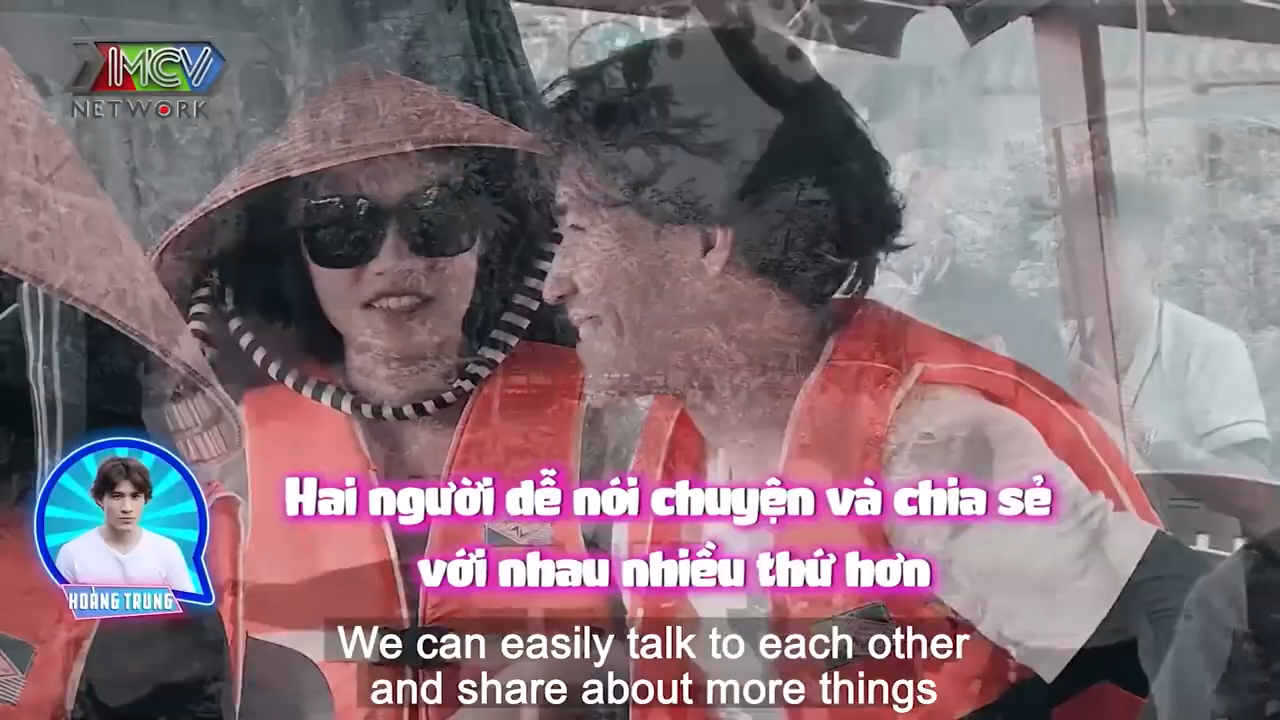 MCV
NETWORK
Hai người dễ nói chuyện và chia sẻ
với nhau nhiều thứ hơn
HOÀNG TRUNG
We can easily talk to each other
and share about more things